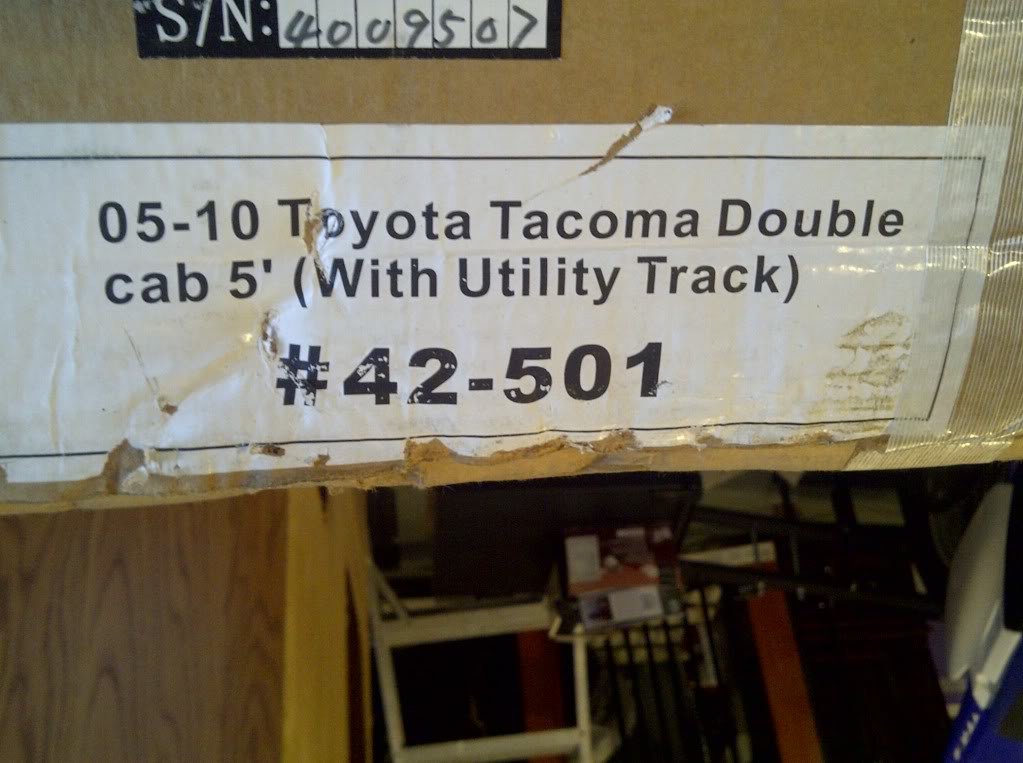 S/N: 4009507
05-10 Toyota Tacoma Double
cab 5' (With Utility Track)
#42-501